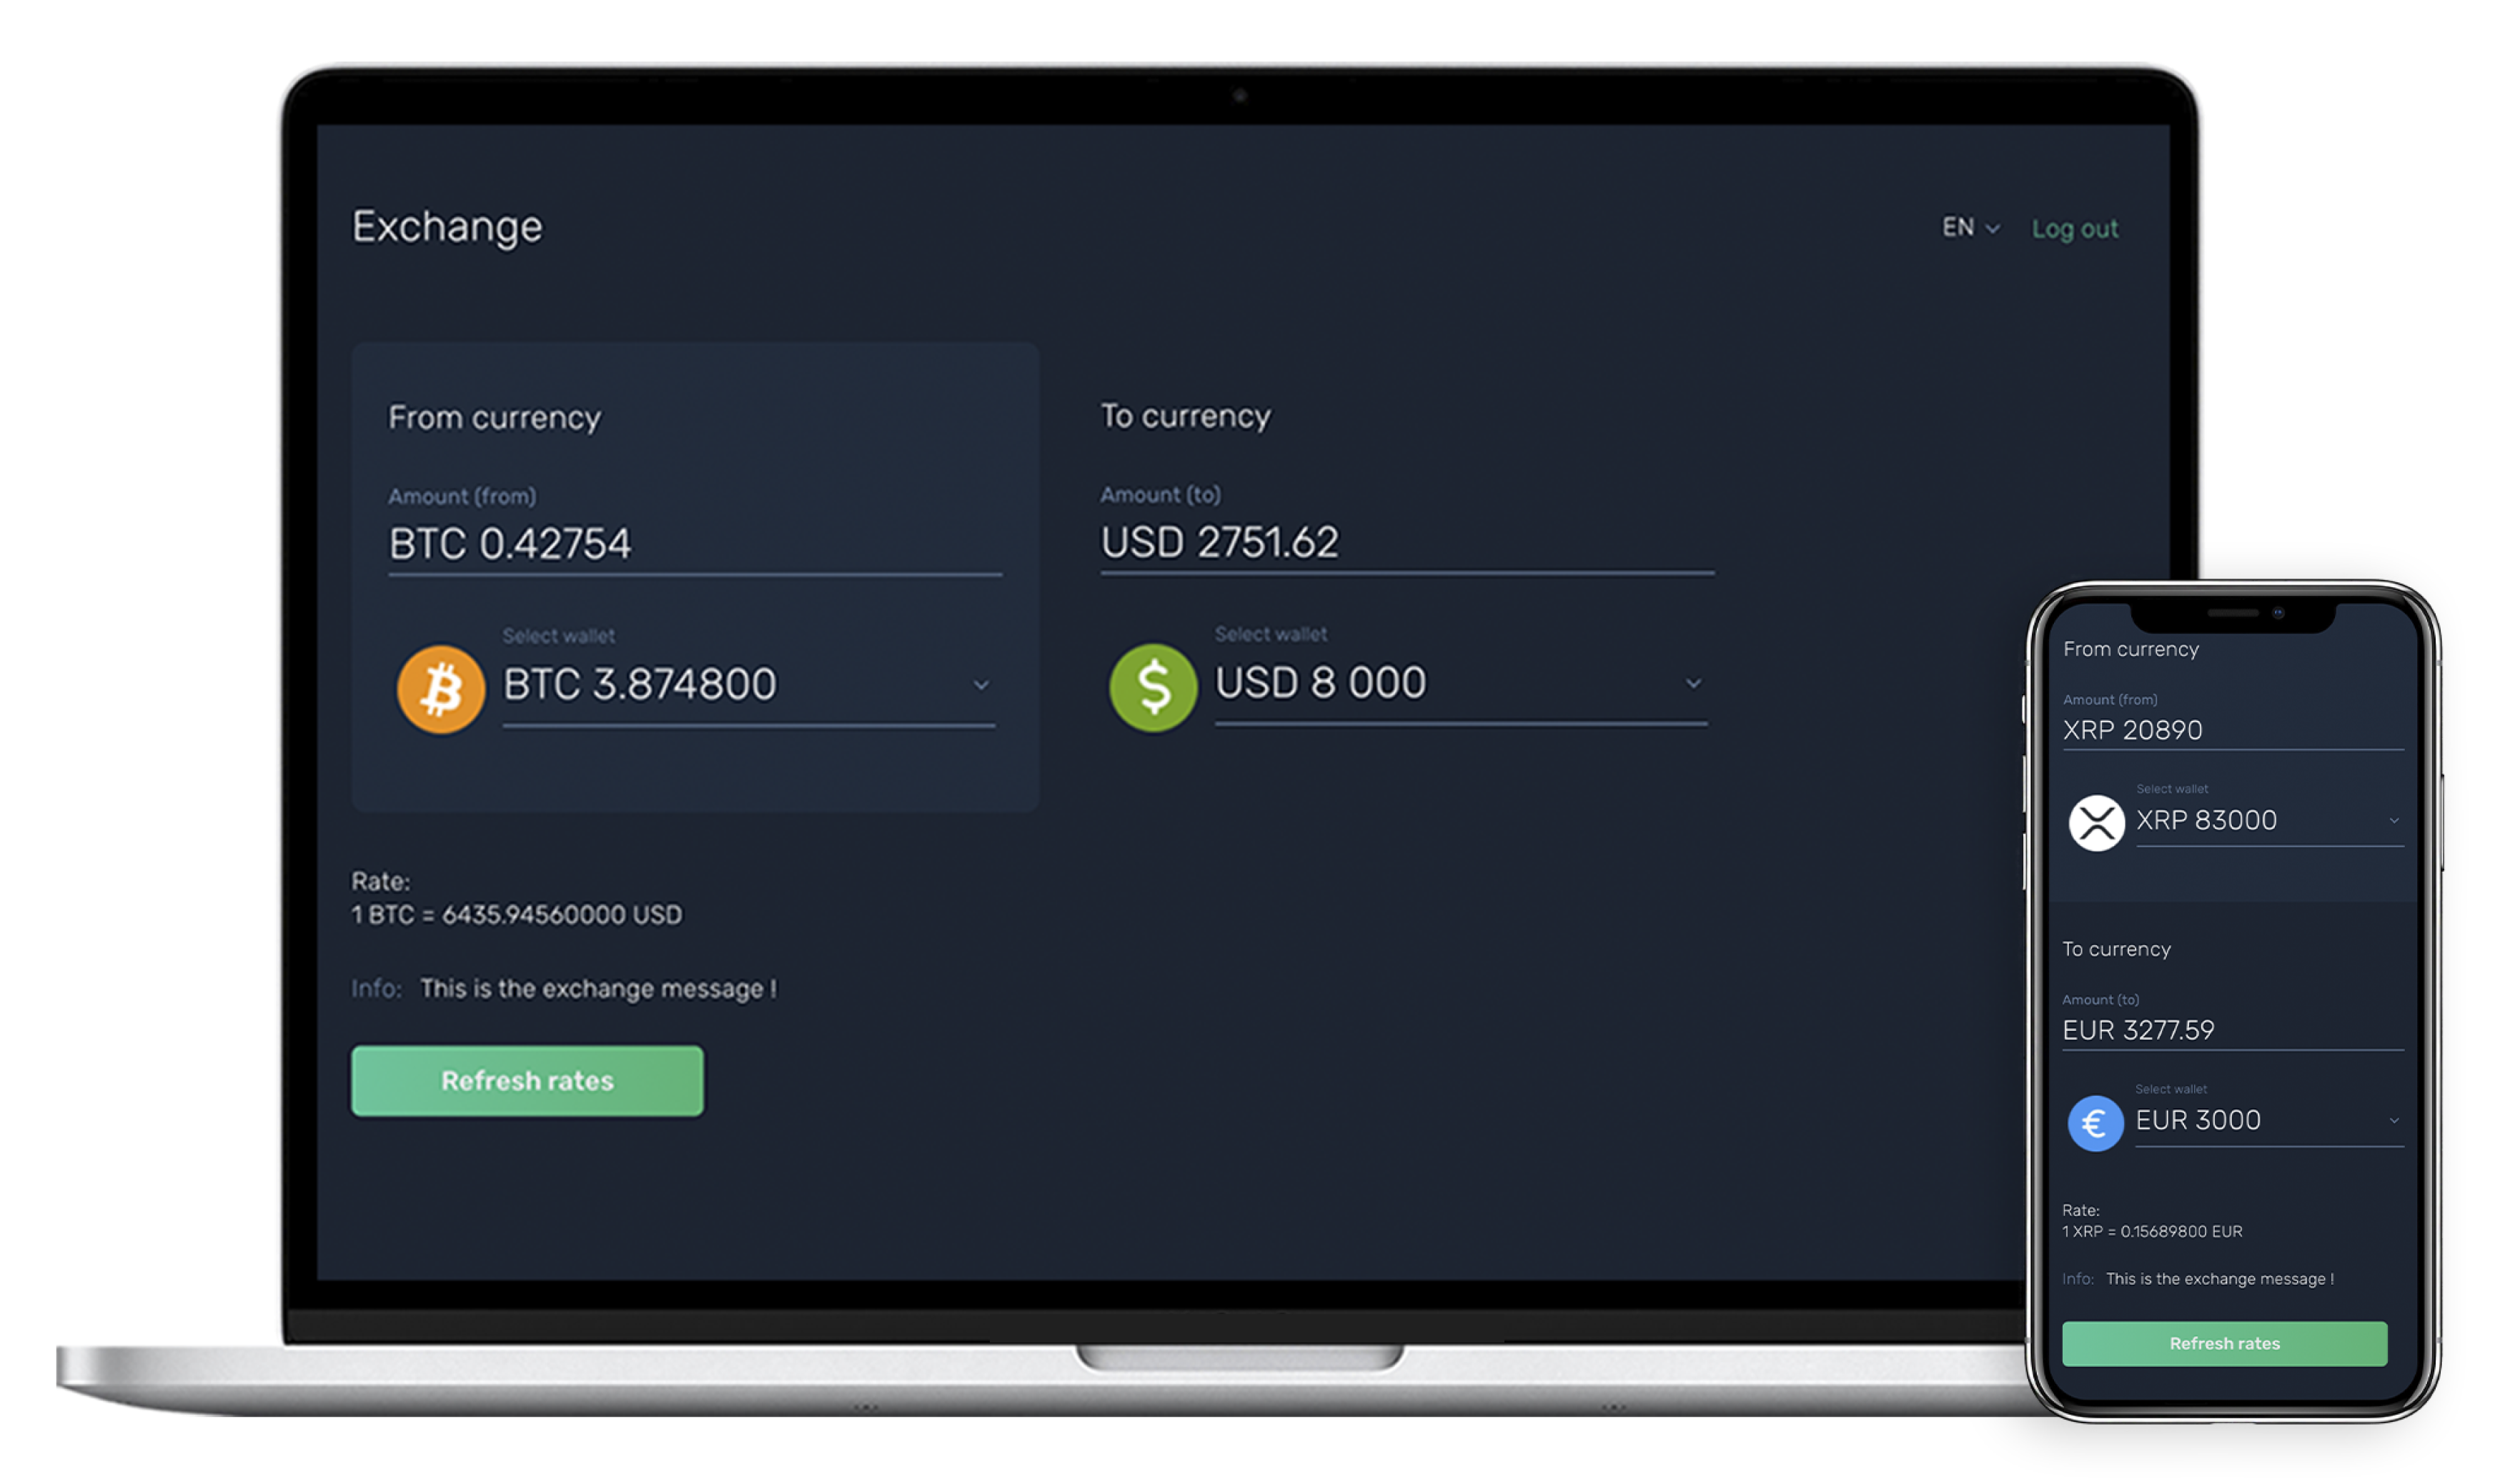 Exchange
EN
Log out
From currency
Amount (from)
BTC 0.42754
Select wallet
BTC 3.874800
To currency
Amount (to)
USD 2751.62
Select wallet
USD 8 000
Rate:
1 BTC = 6435.94560000 USD
Info: This is the exchange message !
Refresh rates
From currency
Amount (from)
XRP 20890
Select wallet
XRP 83000
To currency
Amount (to)
EUR 3277.59
Select wallet
EUR 3000
Rate:
1 XRP = 0.15689800 EUR
Info: This is the exchange message !
Refresh rates